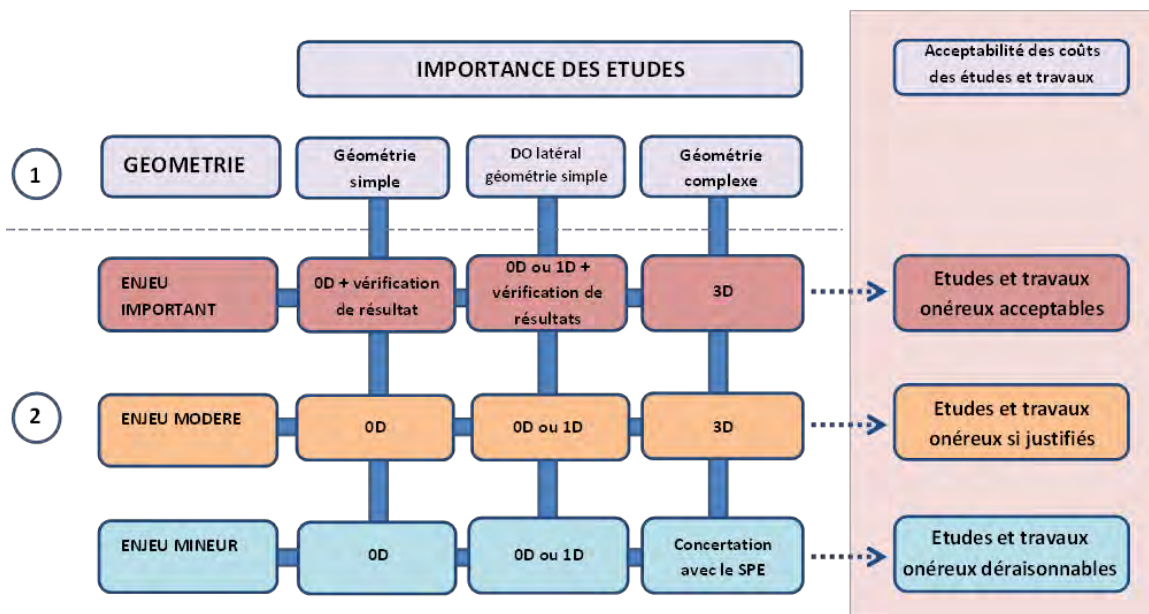 IMPORTANCE DES ETUDES
Acceptabilité des coûts
des études et travaux
1
GEOMETRIE
Géométrie
simple
DO latéral
géométrie simple
Géométrie
complexe
ENJEU
IMPORTANT
0D + vérification
de résultat
0D ou 1D +
vérification de
résultats
3D
Etudes et travaux
onéreux acceptables
2
ENJEU MODERE
0D
0D ou 1D
3D
Etudes et travaux
onéreux si justifiés
ENJEU MINEUR
0D
0D ou 1D
Concertation
avec le SPE
Etudes et travaux
onéreux déraisonnables